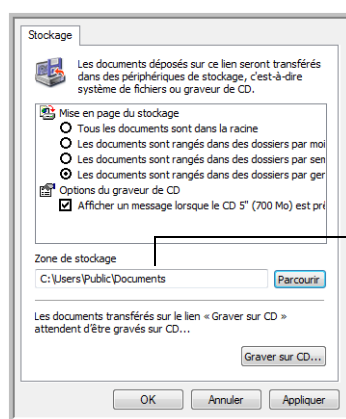 Stockage
Les documents déposés sur ce lien seront transférés
dans des périphériques de stockage, c'est-à-dire
système de fichiers ou graveur de CD.
Mise en page du stockage
Tous les documents sont dans la racine
Les documents sont rangés dans des dossiers par moi
Les documents sont rangés dans des dossiers par sem
Les documents sont rangés dans des dossiers par ger
Options du graveur de CD
Afficher un message lorsque le CD 5" (700 Mo) est prê
Zone de stockage
C:\Users\Public\Documents
Parcourir
Les documents transférés sur le lien « Graver sur CD »
attendent d'être gravés sur CD...
Graver sur CD...
OK
Annuler
Appliquer